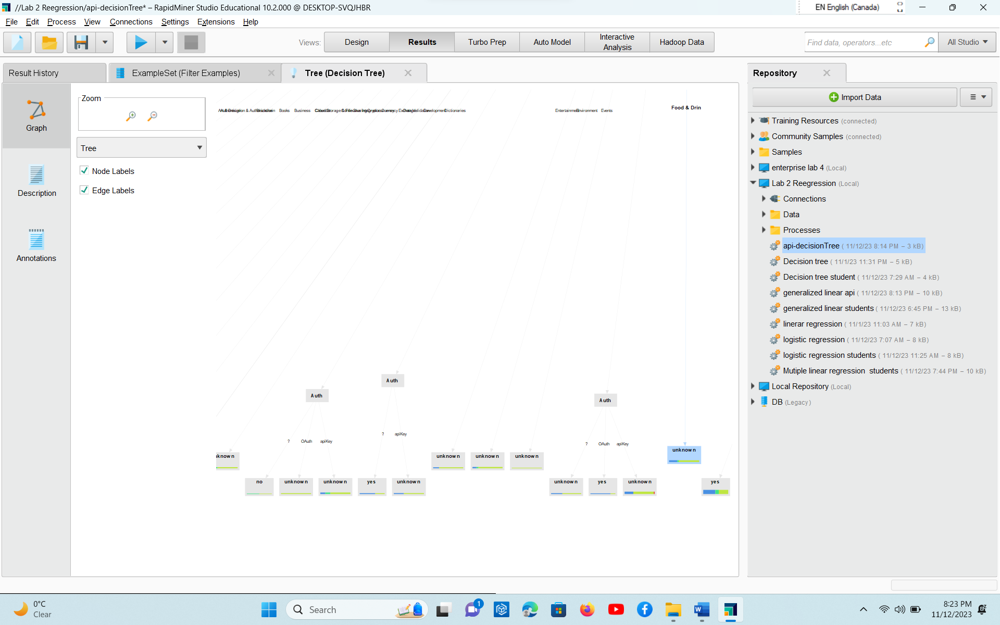 //Lab 2 Reegression/api-decisionTree* – RapidMiner Studio Educational 10.2.000 @ DESKTOP-SVQJHBR
EN English (Canada)
File Edit Process View Connections Settings Extensions Help
Views: Design Results Turbo Prep Auto Model Interactive Analysis Hadoop Data
Find data, operators...etc All Studio
Result History ExampleSet (Filter Examples) Tree (Decision Tree)
Repository
Zoom
Tree
Node Labels
Edge Labels
Graph
Description
Annotations
Books Business Dictionaries Events Food & Drin
Auth
Auth
Auth
? apiKey
? OAuth apiKey
? OAuth apiKey
unknown
unknown unknown unknown
no unknown unknown yes unknown
unknown yes unknown yes
Import Data
Training Resources (connected)
Community Samples (connected)
Samples
enterprise lab 4 (Local)
Lab 2 Reegression (Local)
Connections
Data
Processes
api-decisionTree ( 11/12/23 8:14 PM – 3 kB)
Decision tree ( 11/1/23 11:31 PM – 5 kB)
Decision tree student ( 11/12/23 7:29 AM – 4 kB)
generalized linear api ( 11/12/23 8:13 PM – 10 kB)
generalized linear students ( 11/12/23 6:45 PM – 13 kB)
linerar regression ( 11/1/23 11:03 AM – 7 kB)
logistic regression ( 11/12/23 7:07 AM – 8 kB)
logistic regression students ( 11/12/23 11:25 AM – 8 kB)
Mutiple linear regression students ( 11/12/23 7:44 PM – 10 kB)
Local Repository (Local)
DB (Legacy)
0°C
Clear
Search
1
8:23 PM
11/12/2023